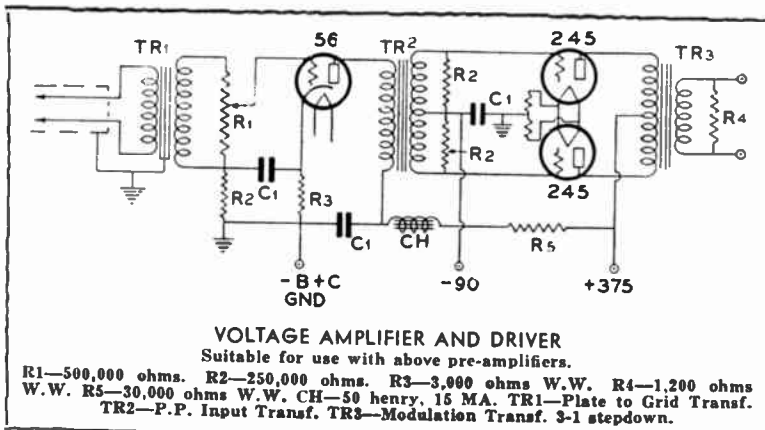 56
245
TR1
TR2
TR3
R1
R2
C1
R3
C1
R2
C1
R2
245
R4
CH
R5
-B+C
GND
-90
+375
VOLTAGE AMPLIFIER AND DRIVER
Suitable for use with above pre-amplifiers.
R1—500,000 ohms. R2—250,000 ohms. R3—3,000 ohms W.W. R4—1,200 ohms
W.W. R5—30,000 ohms W.W. CH—50 henry, 15 MA. TR1—Plate to Grid Transf.
TR2—P.P. Input Transf. TR3—Modulation Transf. 3-1 stepdown.